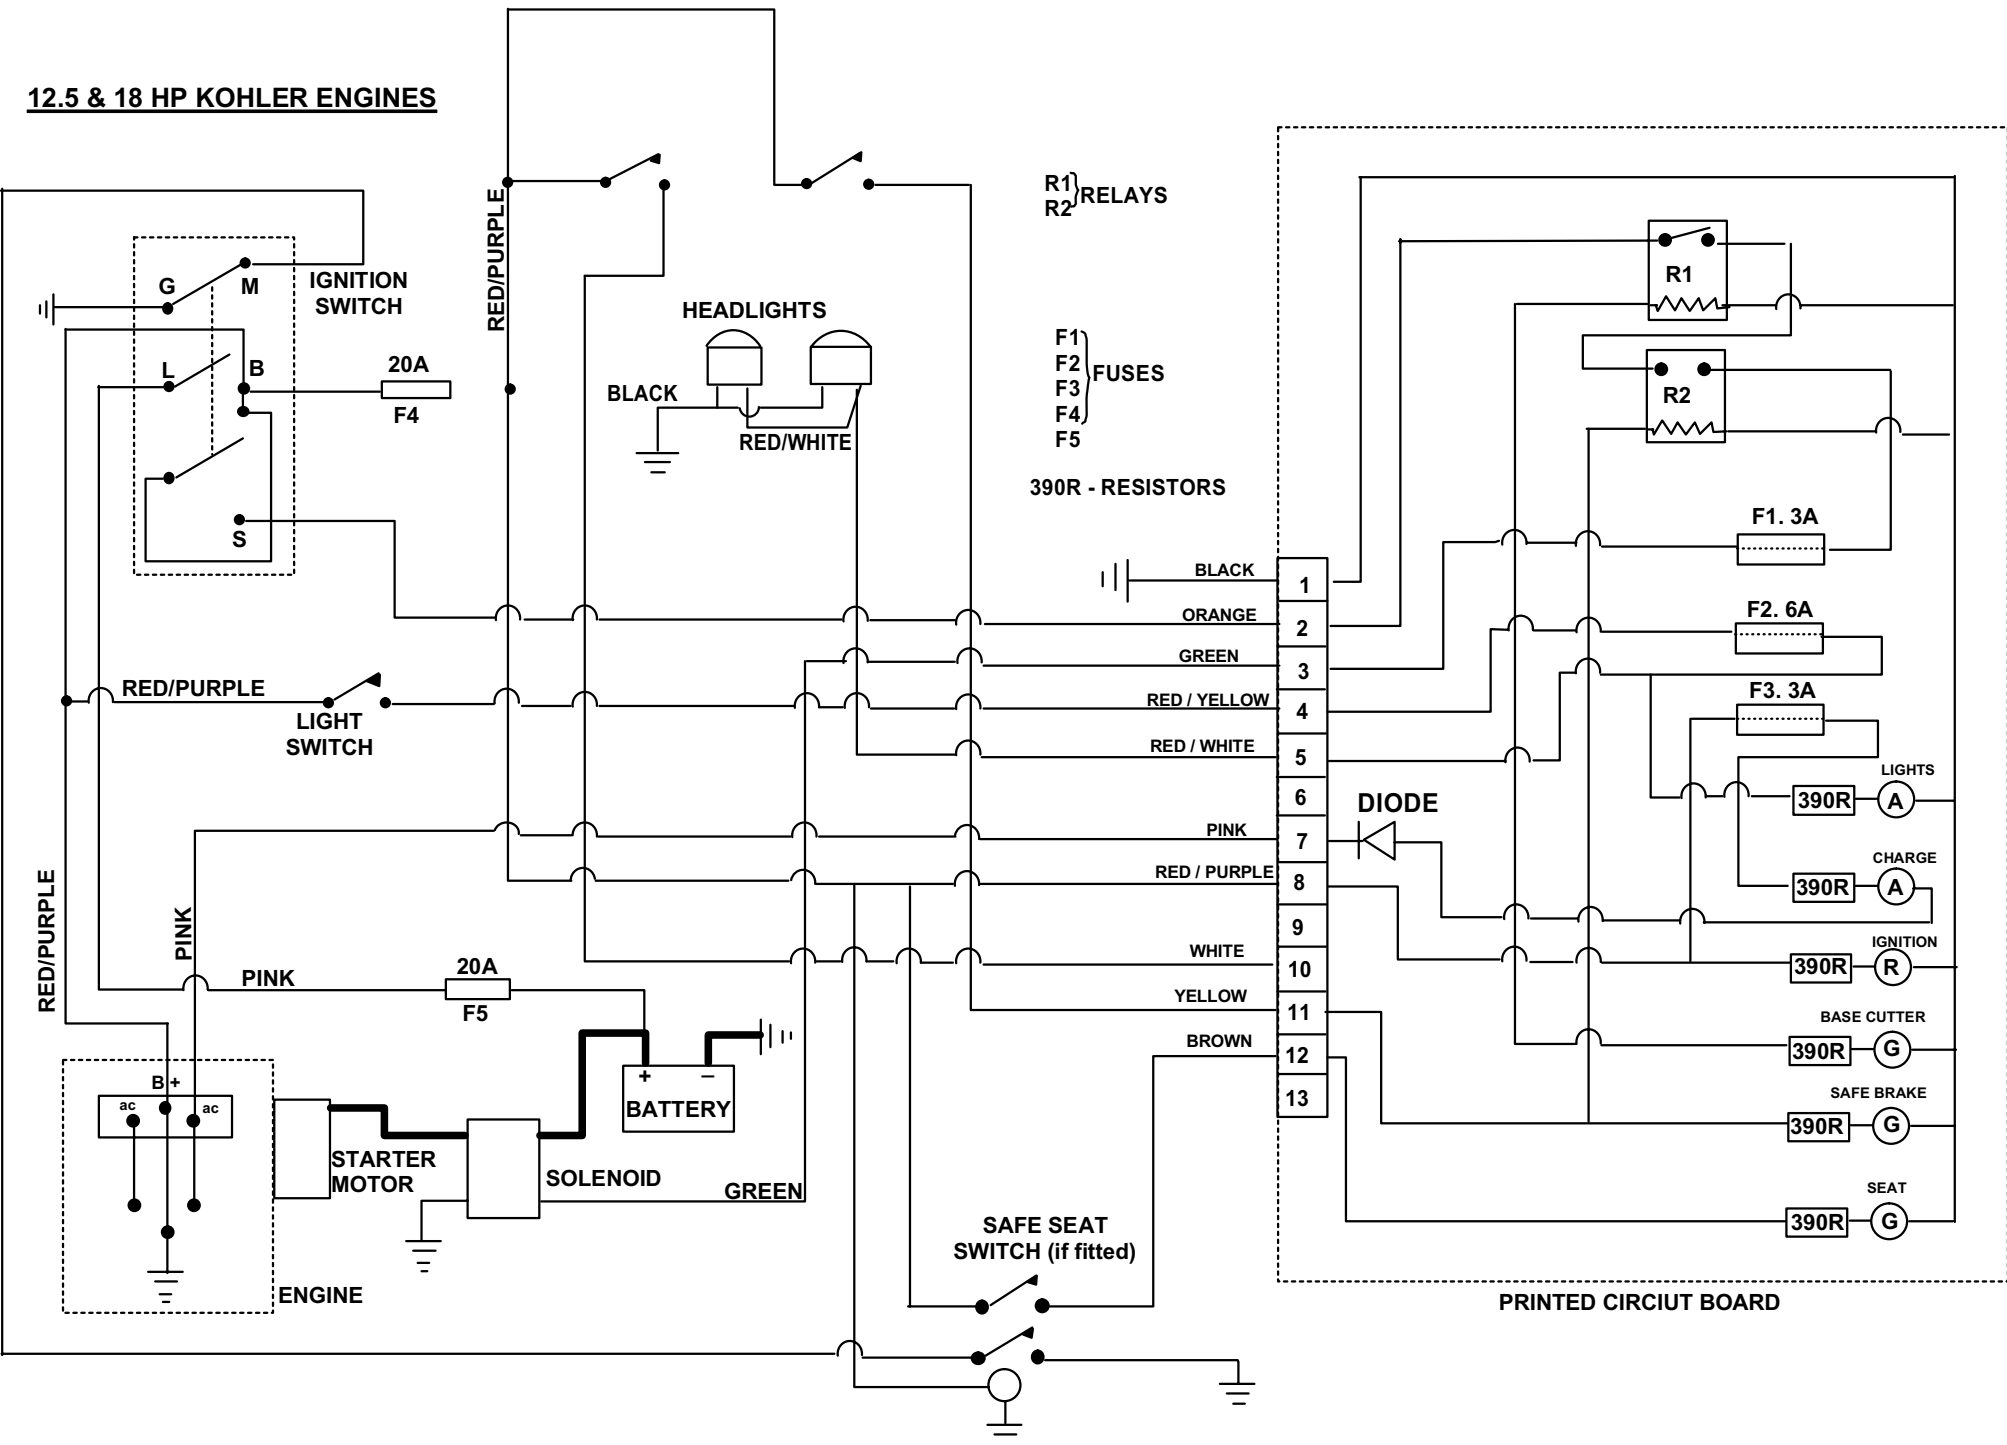 12.5 & 18 HP KOHLER ENGINES
RED/PURPLE
R1
R2
RELAYS
G
M
IGNITION
SWITCH
L
B
20A
F4
S
HEADLIGHTS
BLACK
RED/WHITE
F1
F2
F3
F4
F5
FUSES
390R - RESISTORS
R1
R2
F1. 3A
F2. 6A
F3. 3A
BLACK
1
ORANGE
2
GREEN
3
RED / YELLOW
4
RED / WHITE
5
6
PINK
7
RED / PURPLE
8
9
WHITE
10
YELLOW
11
BROWN
12
13
DIODE
LIGHTS
390R
A
CHARGE
390R
A
IGNITION
390R
R
BASE CUTTER
390R
G
SAFE BRAKE
390R
G
SEAT
390R
G
PRINTED CIRCIUT BOARD
RED/PURPLE
LIGHT
SWITCH
RED/PURPLE
PINK
PINK
20A
F5
B +
ac
ac
+
–
BATTERY
STARTER
MOTOR
SOLENOID
GREEN
ENGINE
SAFE SEAT
SWITCH (if fitted)